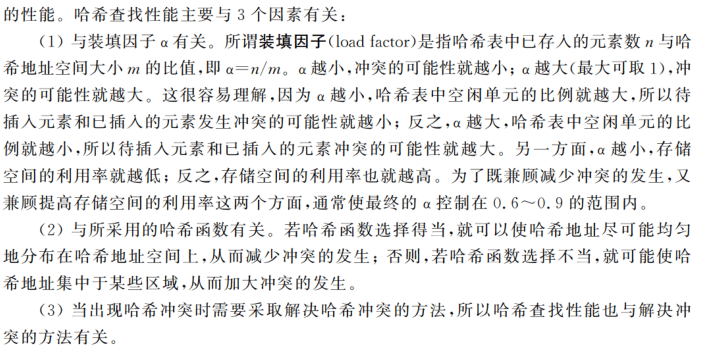 的性能。哈希查找性能主要与 3 个因素有关：
（1）与装填因子 α 有关。所谓装填因子(load factor)是指哈希表中已存入的元素数 n 与哈
希地址空间大小 m 的比值，即 α＝n/m。α 越小，冲突的可能性就越小；α 越大(最大可取 1)，冲
突的可能性就越大。这很容易理解，因为 α 越小，哈希表中空闲单元的比例就越大，所以待
插入元素和已插入的元素发生冲突的可能性就越小；反之，α 越大，哈希表中空闲单元的比
例就越小，所以待插入元素和已插入的元素冲突的可能性就越大。另一方面，α 越小，存储
空间的利用率就越低；反之，存储空间的利用率也就越高。为了既兼顾减少冲突的发生，又
兼顾提高存储空间的利用率这两个方面，通常使最终的 α 控制在 0.6～0.9 的范围内。
（2）与所采用的哈希函数有关。若哈希函数选择得当，就可以使哈希地址尽可能均匀
地分布在哈希地址空间上，从而减少冲突的发生；否则，若哈希函数选择不当，就可能使哈
希地址集中于某些区域，从而加大冲突的发生。
（3）当出现哈希冲突时需要采取解决哈希冲突的方法，所以哈希查找性能也与解决冲
突的方法有关。